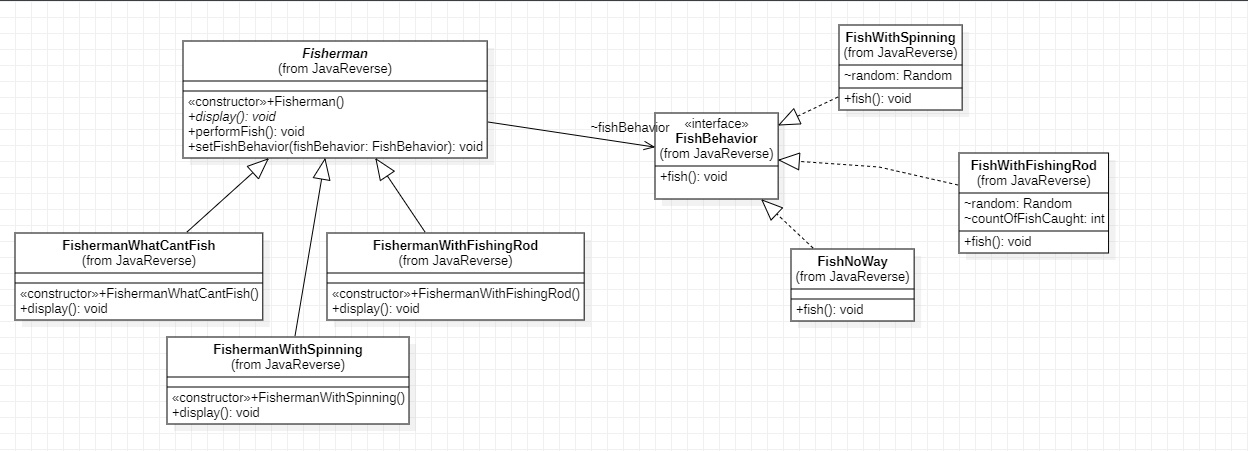 Fisherman
(from JavaReverse)
«constructor»+Fisherman()
+display(): void
+performFish(): void
+setFishBehavior(fishBehavior: FishBehavior): void
FishermanWhatCantFish
(from JavaReverse)
«constructor»+FishermanWhatCantFish()
+display(): void
FishermanWithFishingRod
(from JavaReverse)
«constructor»+FishermanWithFishingRod()
+display(): void
FishermanWithSpinning
(from JavaReverse)
«constructor»+FishermanWithSpinning()
+display(): void
~fishBehavior
«interface»
FishBehavior
(from JavaReverse)
+fish(): void
FishWithSpinning
(from JavaReverse)
~random: Random
+fish(): void
FishWithFishingRod
(from JavaReverse)
~random: Random
~countOfFishCaught: int
+fish(): void
FishNoWay
(from JavaReverse)
+fish(): void